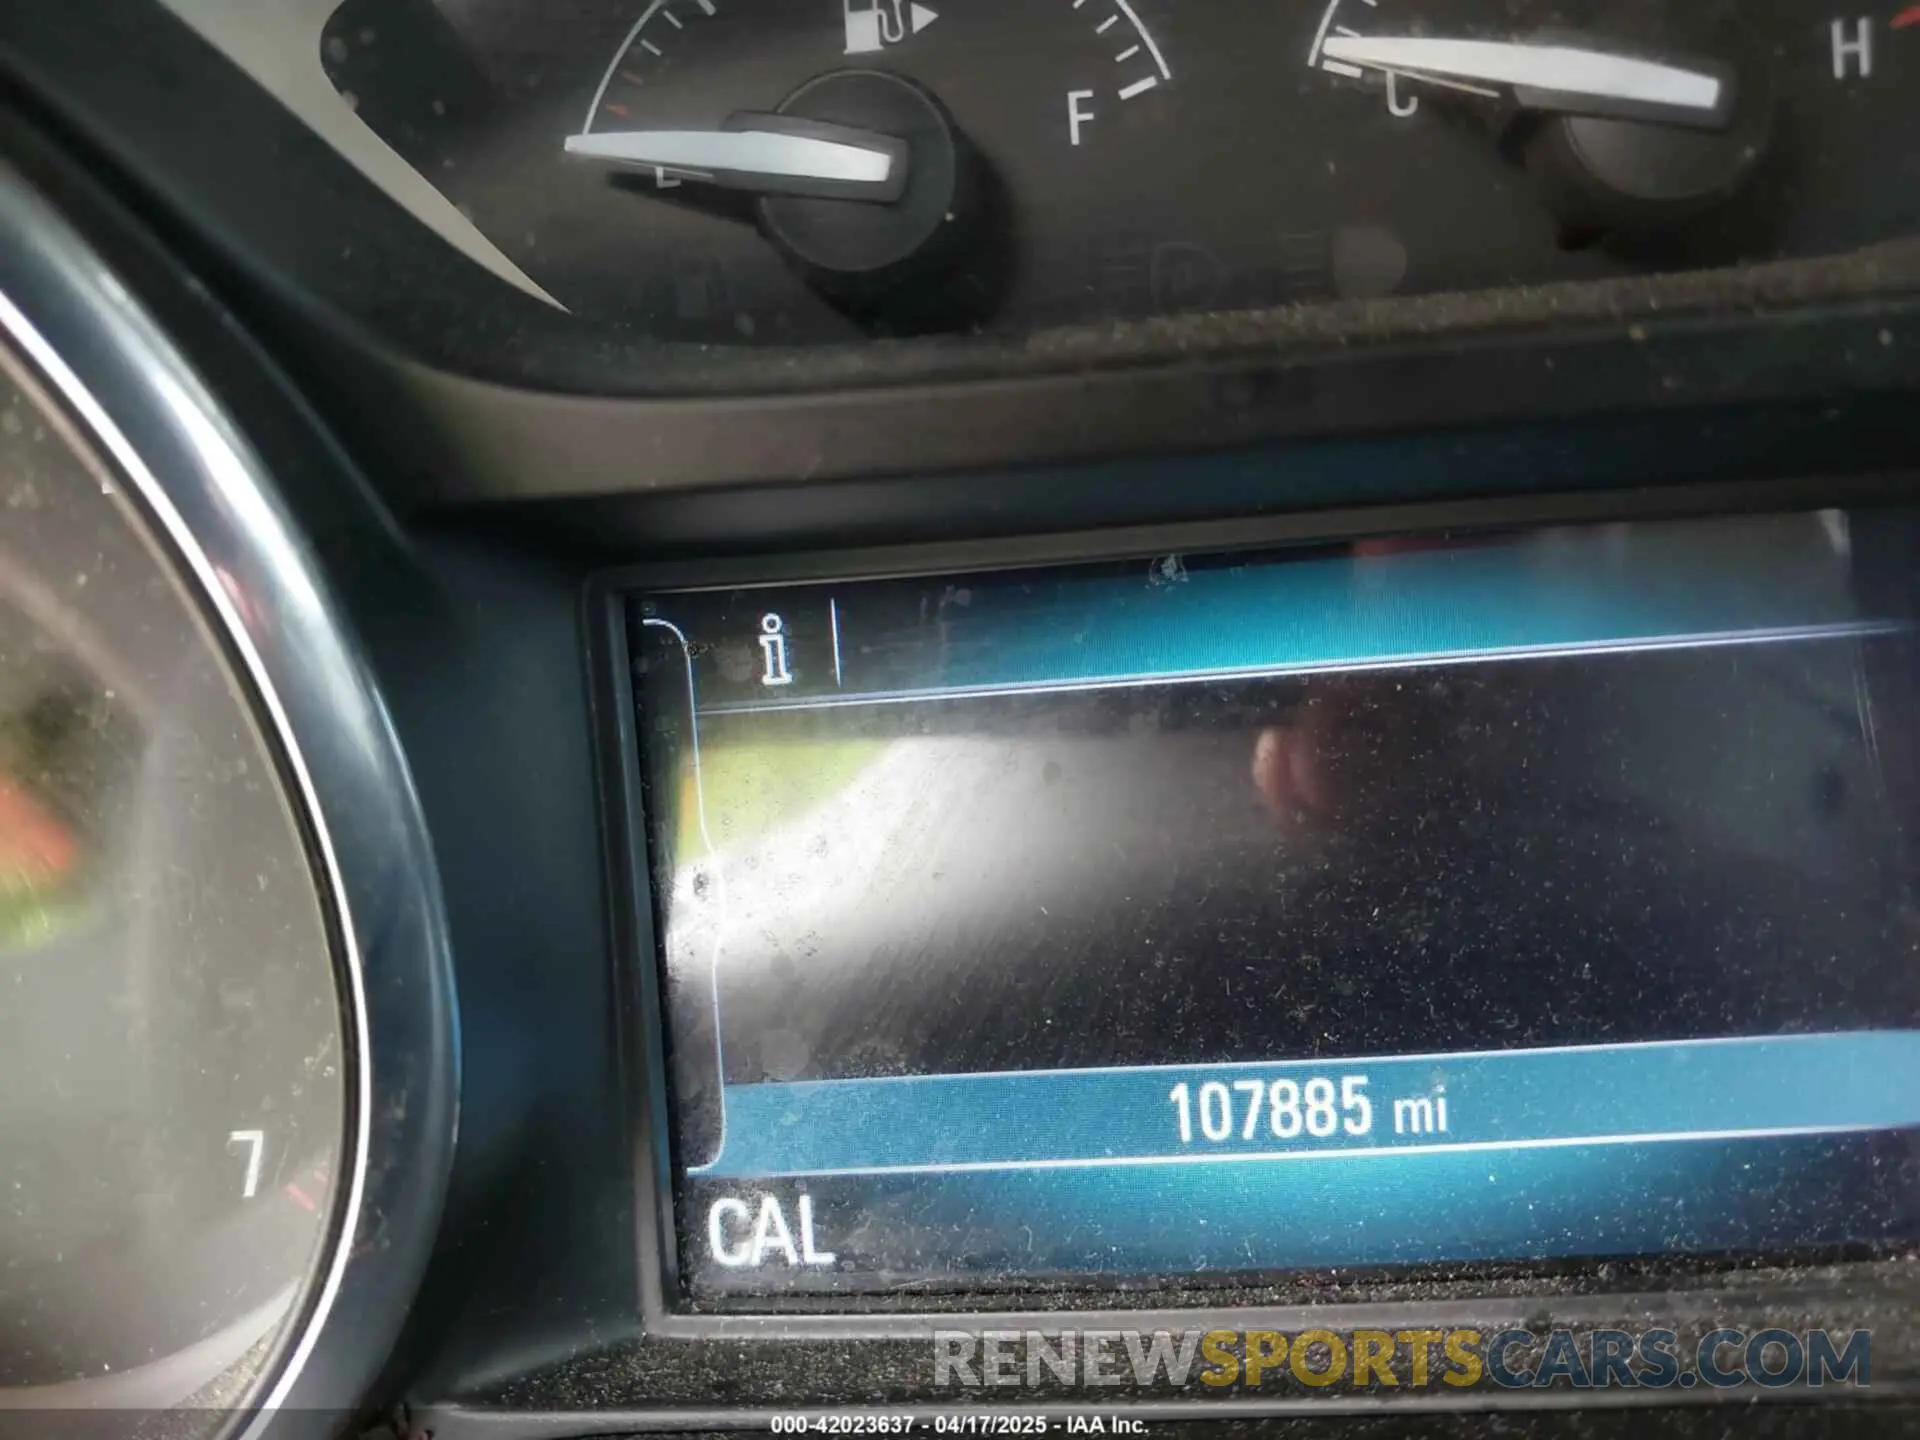 F
C
H
E
i
107885 mi
7
CAL
RENEWSPORTSCARS.COM
000-42023637 - 04/17/2025 - IAA Inc.